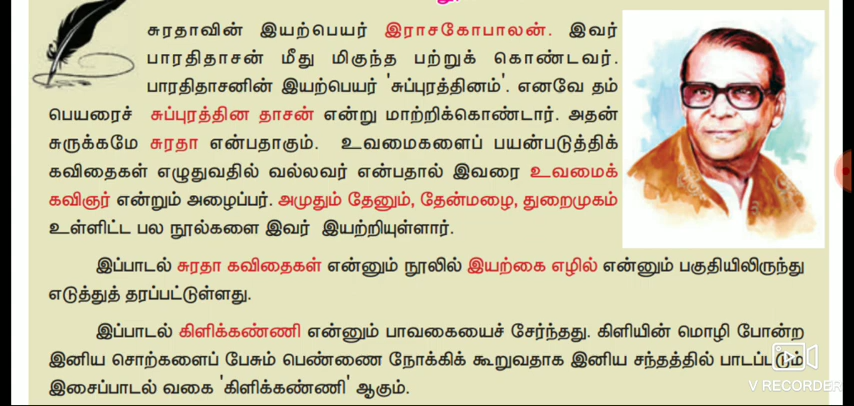 சுரதாவின் இயற்பெயர் இராசகோபாலன். இவர்
பாரதிதாசன் மீது மிகுந்த பற்றுக் கொண்டவர்.
பாரதிதாசனின் இயற்பெயர் 'சுப்புரத்தினம்'. எனவே தம்
பெயரைச் சுப்புரத்தின தாசன் என்று மாற்றிக்கொண்டார். அதன்
சுருக்கமே சுரதா என்பதாகும். உவமைகளைப் பயன்படுத்திக்
கவிதைகள் எழுதுவதில் வல்லவர் என்பதால் இவரை உவமைக்
கவிஞர் என்றும் அழைப்பர். அமுதும் தேனும், தேன்மழை, துறைமுகம்
உள்ளிட்ட பல நூல்களை இவர் இயற்றியுள்ளார்.
இப்பாடல் சுரதா கவிதைகள் என்னும் நூலில் இயற்கை எழில் என்னும் பகுதியிலிருந்து
எடுத்துத் தரப்பட்டுள்ளது.
இப்பாடல் கிளிக்கண்ணி என்னும் பாவகையைச் சேர்ந்தது. கிளியின் மொழி போன்ற
இனிய சொற்களைப் பேசும் பெண்ணை நோக்கிக் கூறுவதாக இனிய சந்தத்தில் பாடப்படும்
இசைப்பாடல் வகை 'கிளிக்கண்ணி' ஆகும்.
V RECORDER